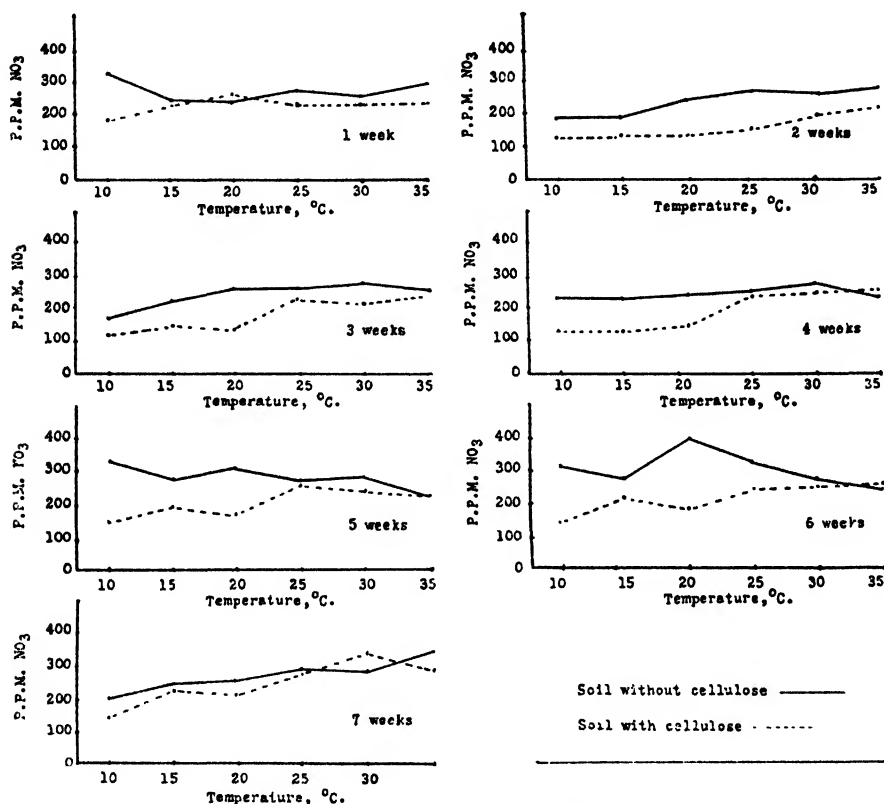 P.P.M. NO3
400
300
200
100
0
1 week
10 15 20 25 30 35
Temperature, °C.
P.P.M. NO3
400
300
200
100
0
2 weeks
10 15 20 25 30 35
Temperature, °C.
P.P.M. NO3
400
300
200
100
0
3 weeks
10 15 20 25 30 35
Temperature, °C.
P.P.M. NO3
400
300
200
100
0
4 weeks
10 15 20 25 30 35
Temperature, °C.
P.P.M. NO3
400
300
200
100
0
5 weeks
10 15 20 25 30 35
Temperature, °C.
P.P.M. NO3
400
300
200
100
0
6 weeks
10 15 20 25 30 35
Temperature, °C.
P.P.M. NO3
400
300
200
100
0
7 weeks
10 15 20 25 30
Temperature, °C.
Soil without cellulose
Soil with cellulose